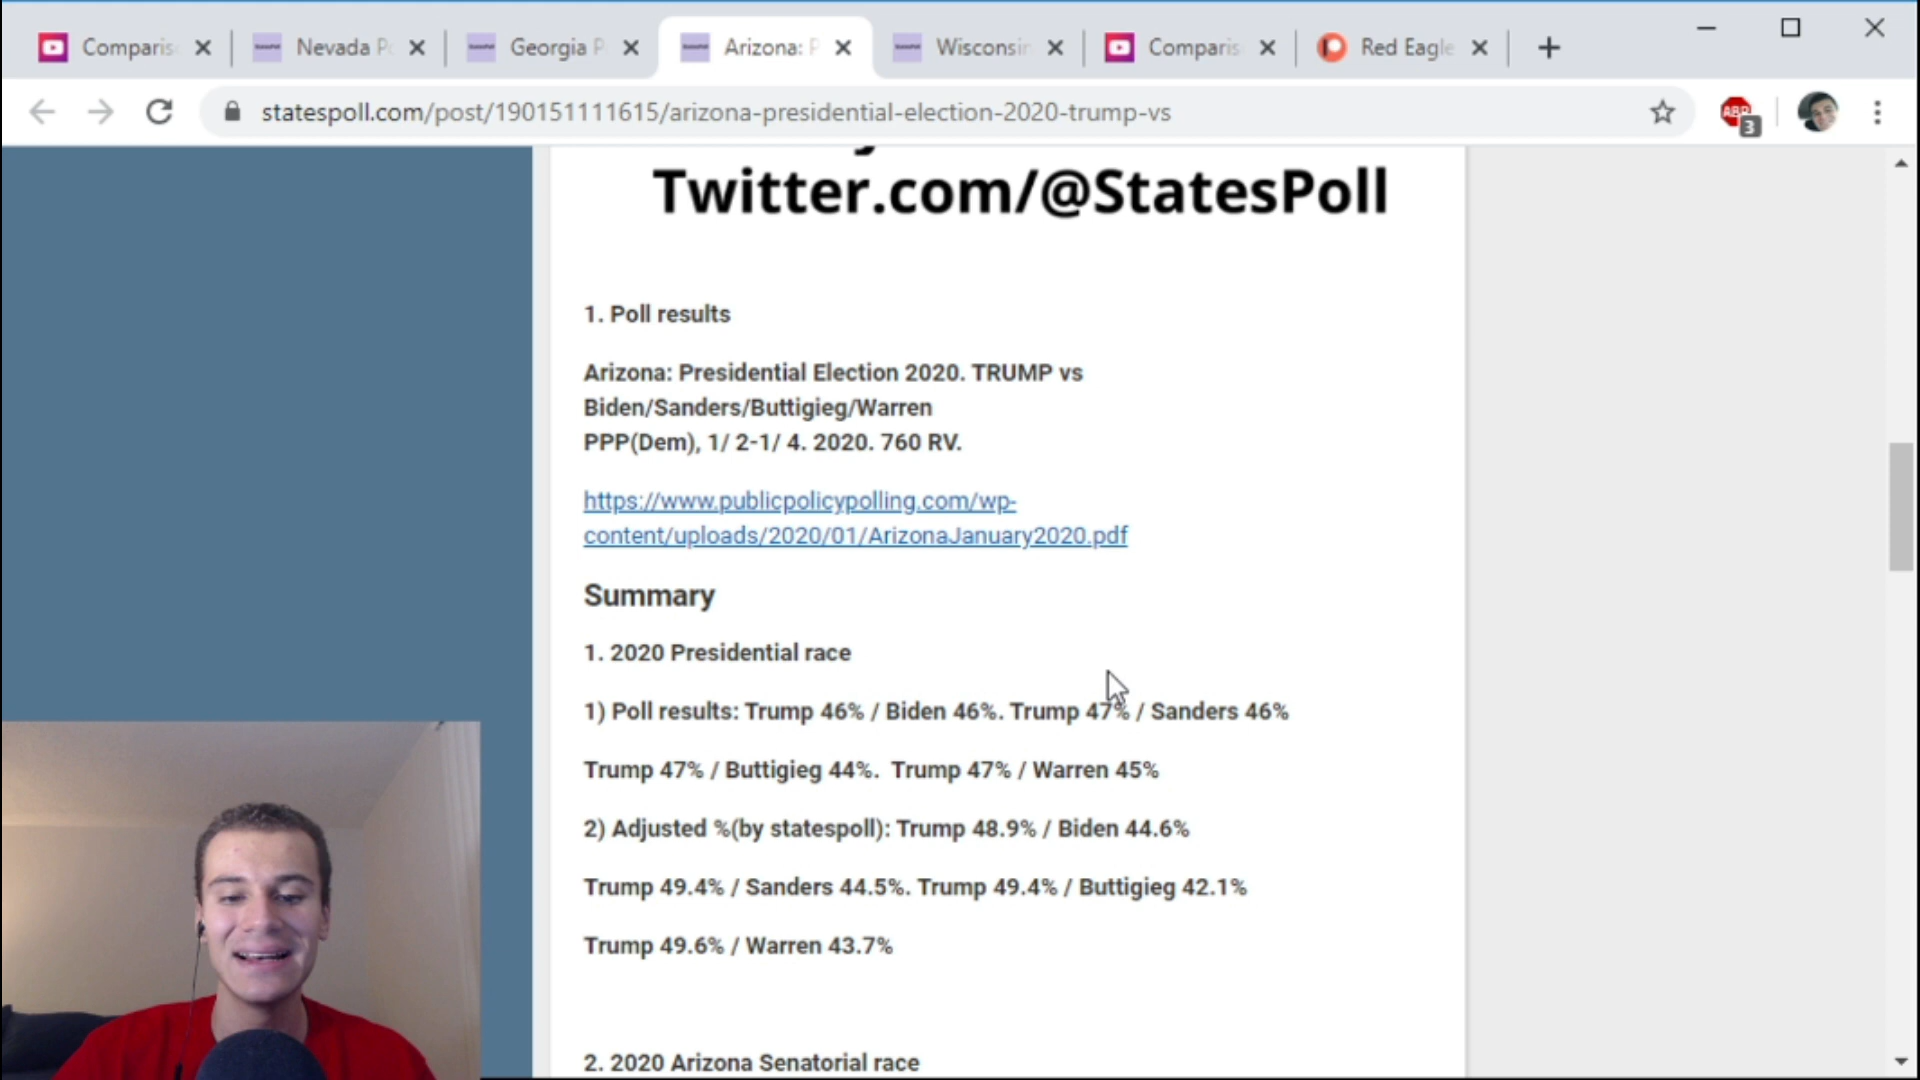 Comparis
Nevada P
Georgia P
Arizona: P
Wisconsin
Comparis
Red Eagle
statespoll.com/post/190151111615/arizona-presidential-election-2020-trump-vs
ABP
3
Twitter.com/@StatesPoll
1. Poll results
Arizona: Presidential Election 2020. TRUMP vs
Biden/Sanders/Buttigieg/Warren
PPP(Dem), 1/ 2-1/ 4. 2020. 760 RV.
https://www.publicpolicypolling.com/wp-
content/uploads/2020/01/ArizonaJanuary2020.pdf
Summary
1. 2020 Presidential race
1) Poll results: Trump 46% / Biden 46%. Trump 47% / Sanders 46%
Trump 47% / Buttigieg 44%.  Trump 47% / Warren 45%
2) Adjusted %(by statespoll): Trump 48.9% / Biden 44.6%
Trump 49.4% / Sanders 44.5%. Trump 49.4% / Buttigieg 42.1%
Trump 49.6% / Warren 43.7%
2. 2020 Arizona Senatorial race